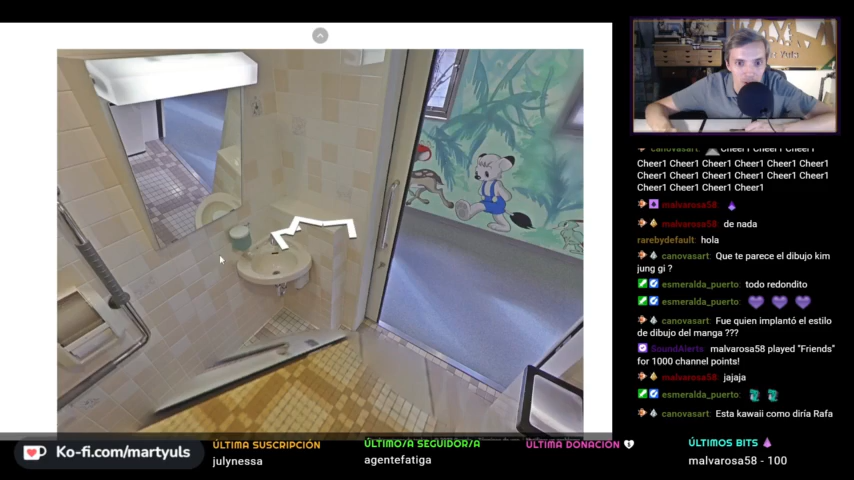 canovasart: Cheer1 Cheer1 Cheer1
Cheer1 Cheer1 Cheer1 Cheer1 Cheer1 Cheer1
Cheer1 Cheer1 Cheer1 Cheer1 Cheer1 Cheer1
Cheer1 Cheer1 Cheer1 Cheer1
malvarosa58
malvarosa58 de nada
rarebydefault: hola
canovasart: Que te parece el dibujo kim
jung gi ?
esmeralda_puerto: todo redondito
esmeralda_puerto:
canovasart: Fue quien implantó el estilo
de dibujo del manga ???
SoundAlerts: malvarosa58 played "Friends"
for 1000 channel points!
malvarosa58: jajaja
esmeralda_puerto:
canovasart: Esta kawaii como diría Rafa
Ko-fi.com/martyuls
ÚLTIMA SUSCRIPCIÓN
julynessa
ÚLTIMO/A SEGUIDOR/A
agentefatiga
ÚLTIMA DONACIÓN
ÚLTIMOS BITS
malvarosa58 - 100